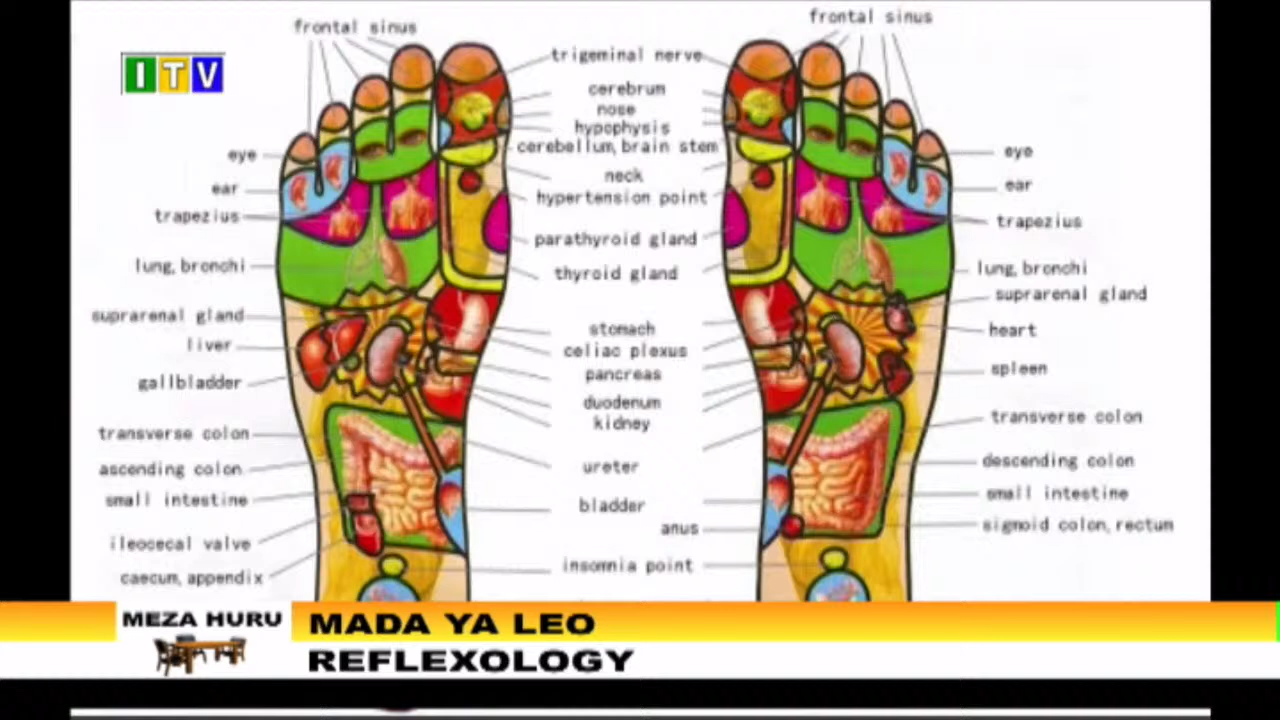 frontal sinus
frontal sinus
ITV
trigeminal nerve
cerebrum
nose
hypophysis
cerebellum, brain stem
neck
hypertension point
parathyroid gland
thyroid gland
stomach
celiac plexus
pancreas
duodenum
kidney
ureter
bladder
anus
insomnia point
eye
ear
trapezius
lung, bronchi
suprarenal gland
liver
gallbladder
transverse colon
ascending colon
small intestine
ileocecal valve
caecum, appendix
eye
ear
trapezius
lung, bronchi
suprarenal gland
heart
spleen
transverse colon
descending colon
small intestine
sigmoid colon, rectum
MEZA HURU
MADA YA LEO
REFLEXOLOGY